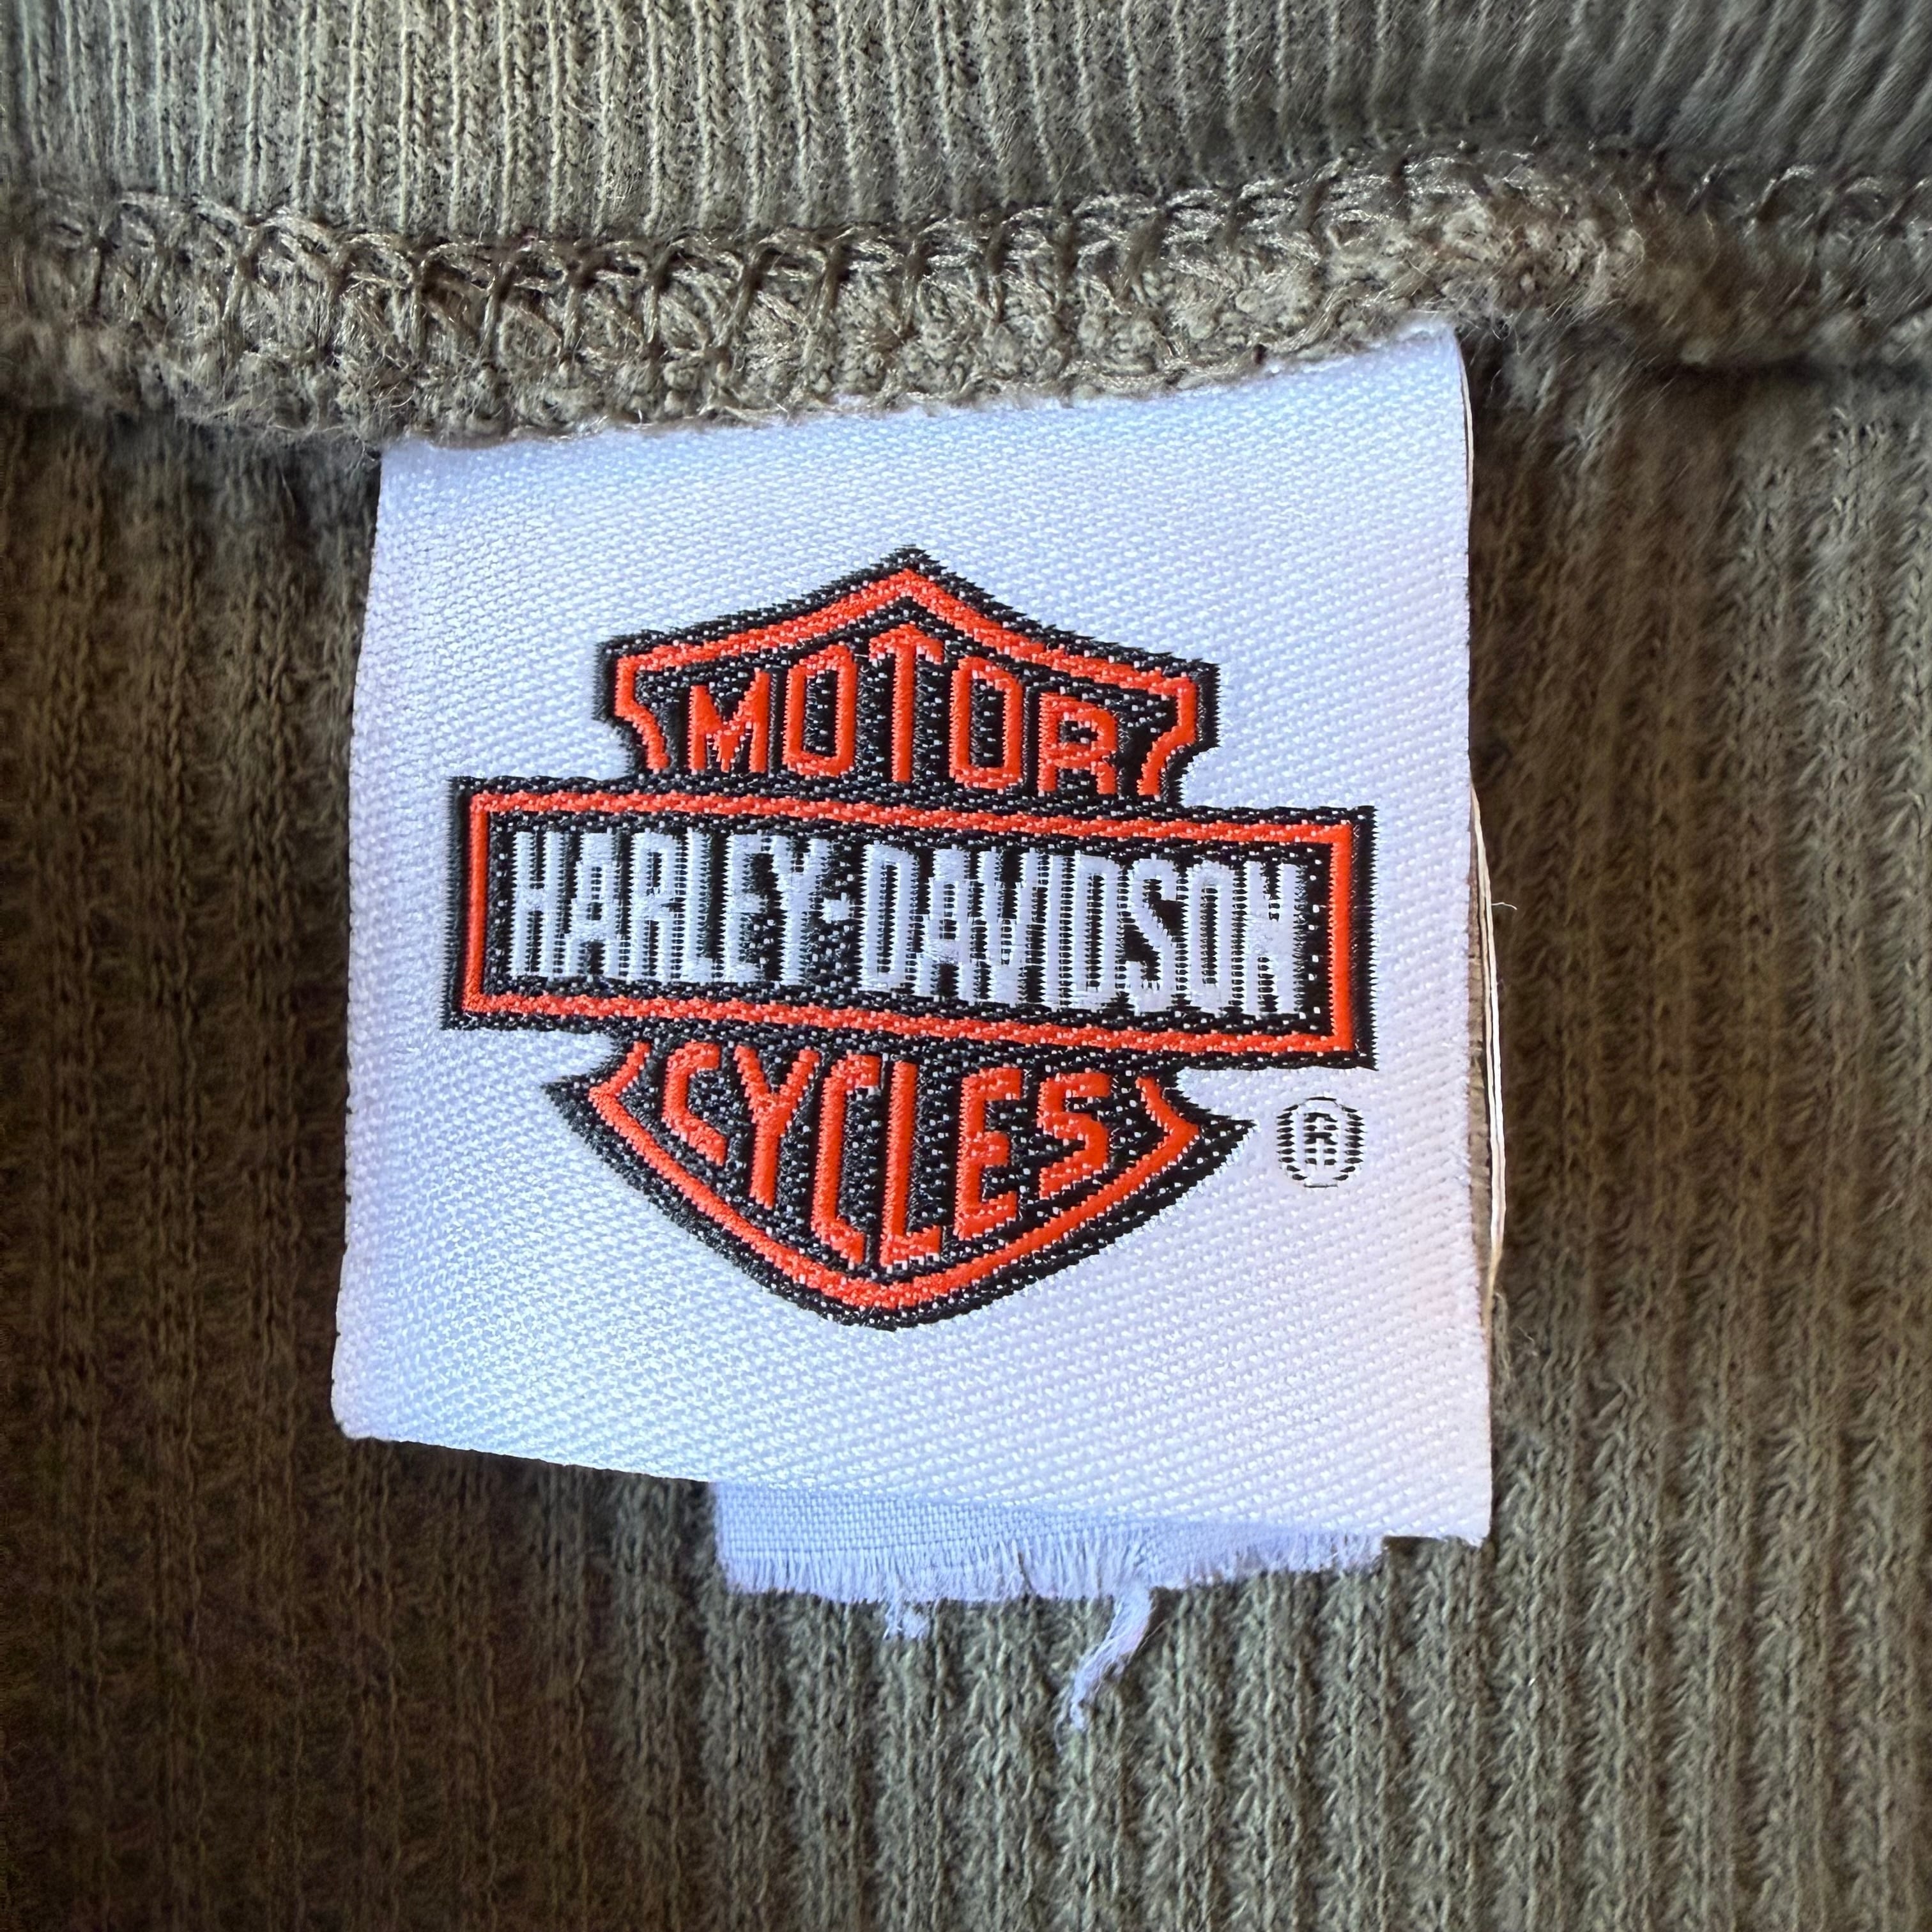 MOTOR
HARLEY-DAVIDSON
CYCLES
®